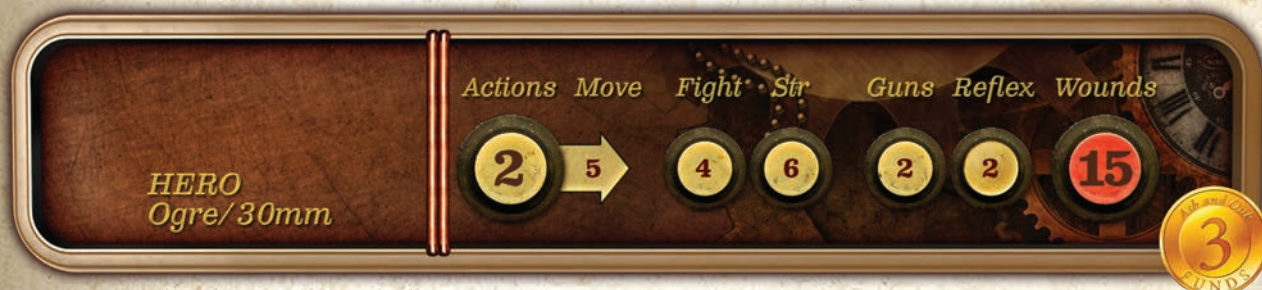 Actions Move Fight Str Guns Reflex Wounds
2 5 4 6 2 2 15
HERO
Ogre/30mm
3
FUNDS